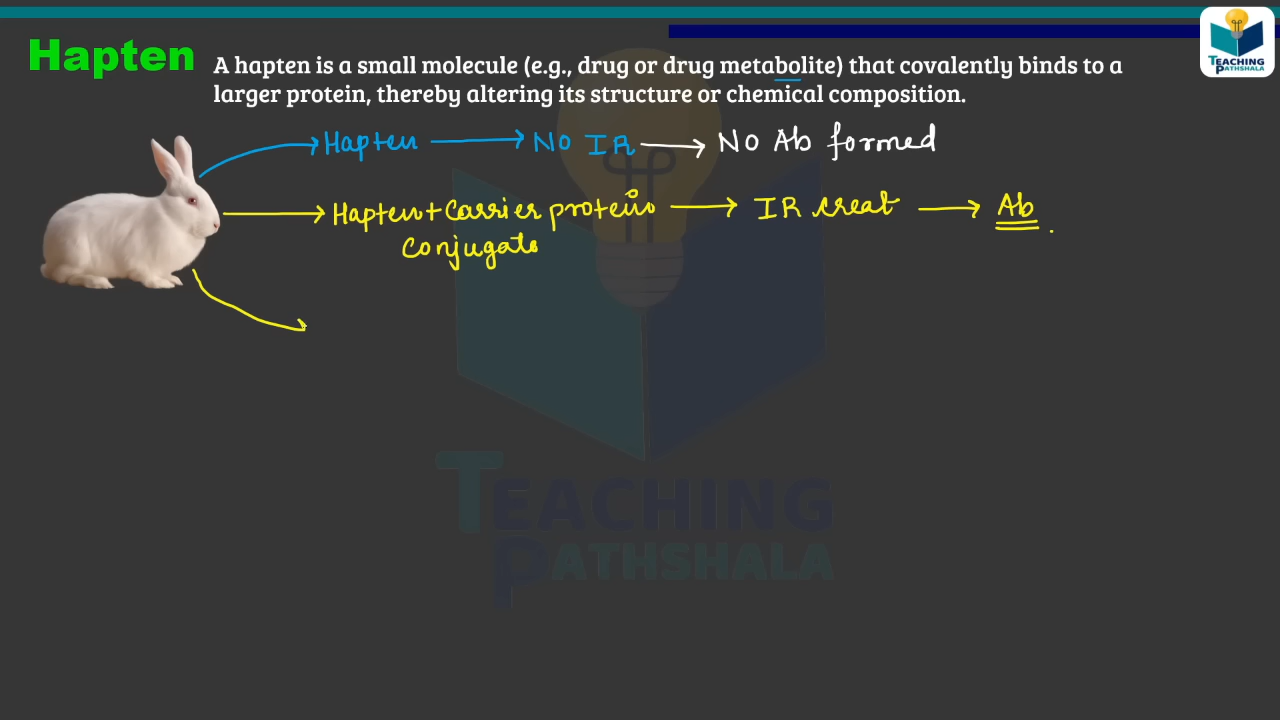 Hapten
A hapten is a small molecule (e.g., drug or drug metabolite) that covalently binds to a
larger protein, thereby altering its structure or chemical composition.
TEACHING
PATHSHALA
Hapten → No IR → No Ab formed
Hapten + Carrier protein → IR creat → Ab.
Conjugate
TEACHING
PATHSHALA